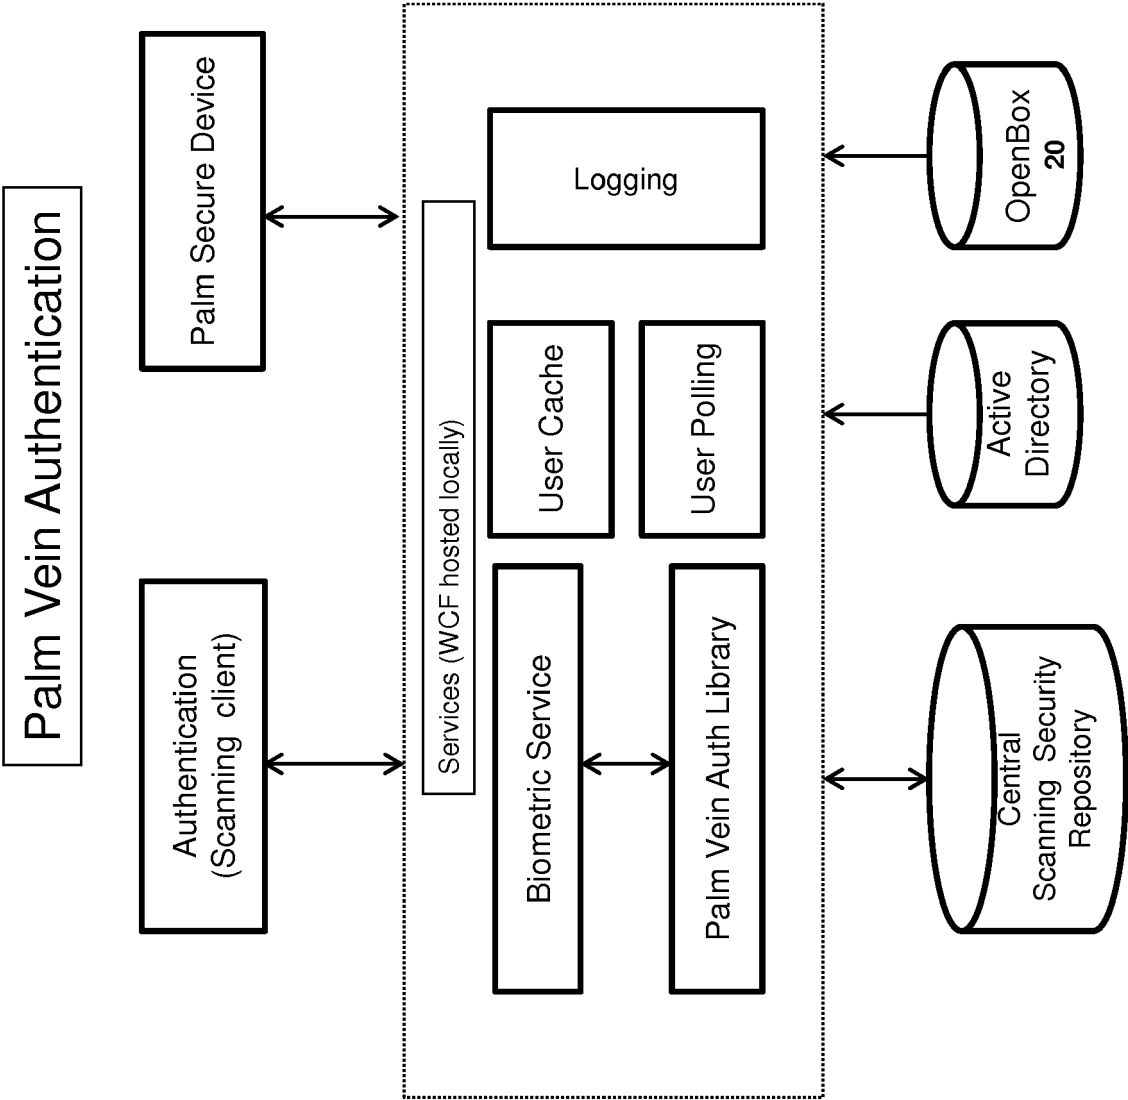 Palm Vein Authentication
Authentication
(Scanning client)
Palm Secure Device
Services (WCF hosted locally)
Biometric Service
User Cache
Logging
Palm Vein Auth Library
User Polling
Central
Scanning Security
Repository
Active
Directory
OpenBox
20